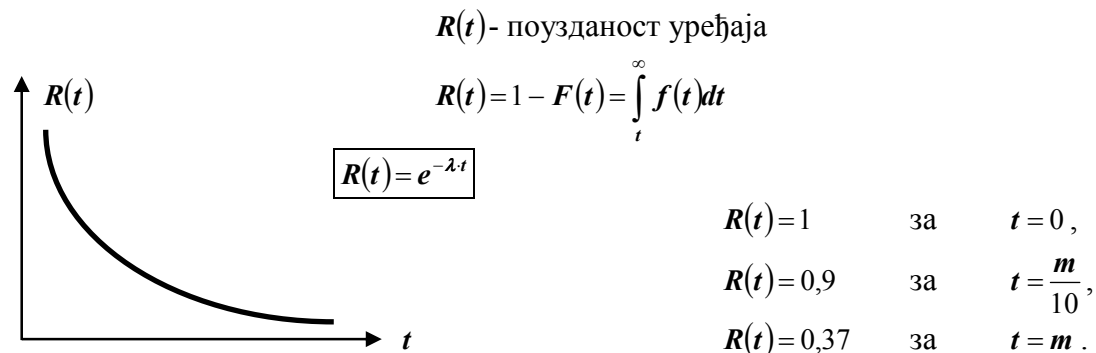 R(t)- поузданост уређаја
R(t)
R(t)=1−F(t)=∫ₜ^∞ f(t)dt
R(t)=e^(−λ·t)
R(t)=1 за t=0,
R(t)=0,9 за t=m/10,
t
R(t)=0,37 за t=m.